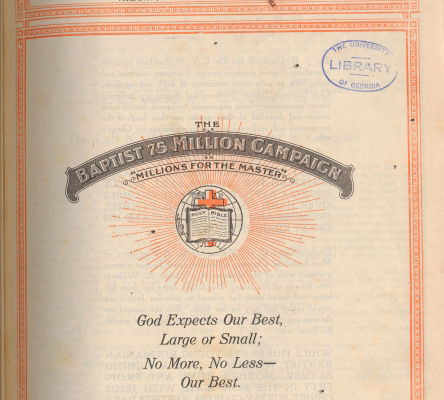 THE UNIVERSITY
LIBRARY
OF GEORGIA
THE
BAPTIST 75 MILLION CAMPAIGN
"MILLIONS FOR THE MASTER"
HOLY BIBLE
God Expects Our Best,
Large or Small;
No More, No Less—
Our Best.